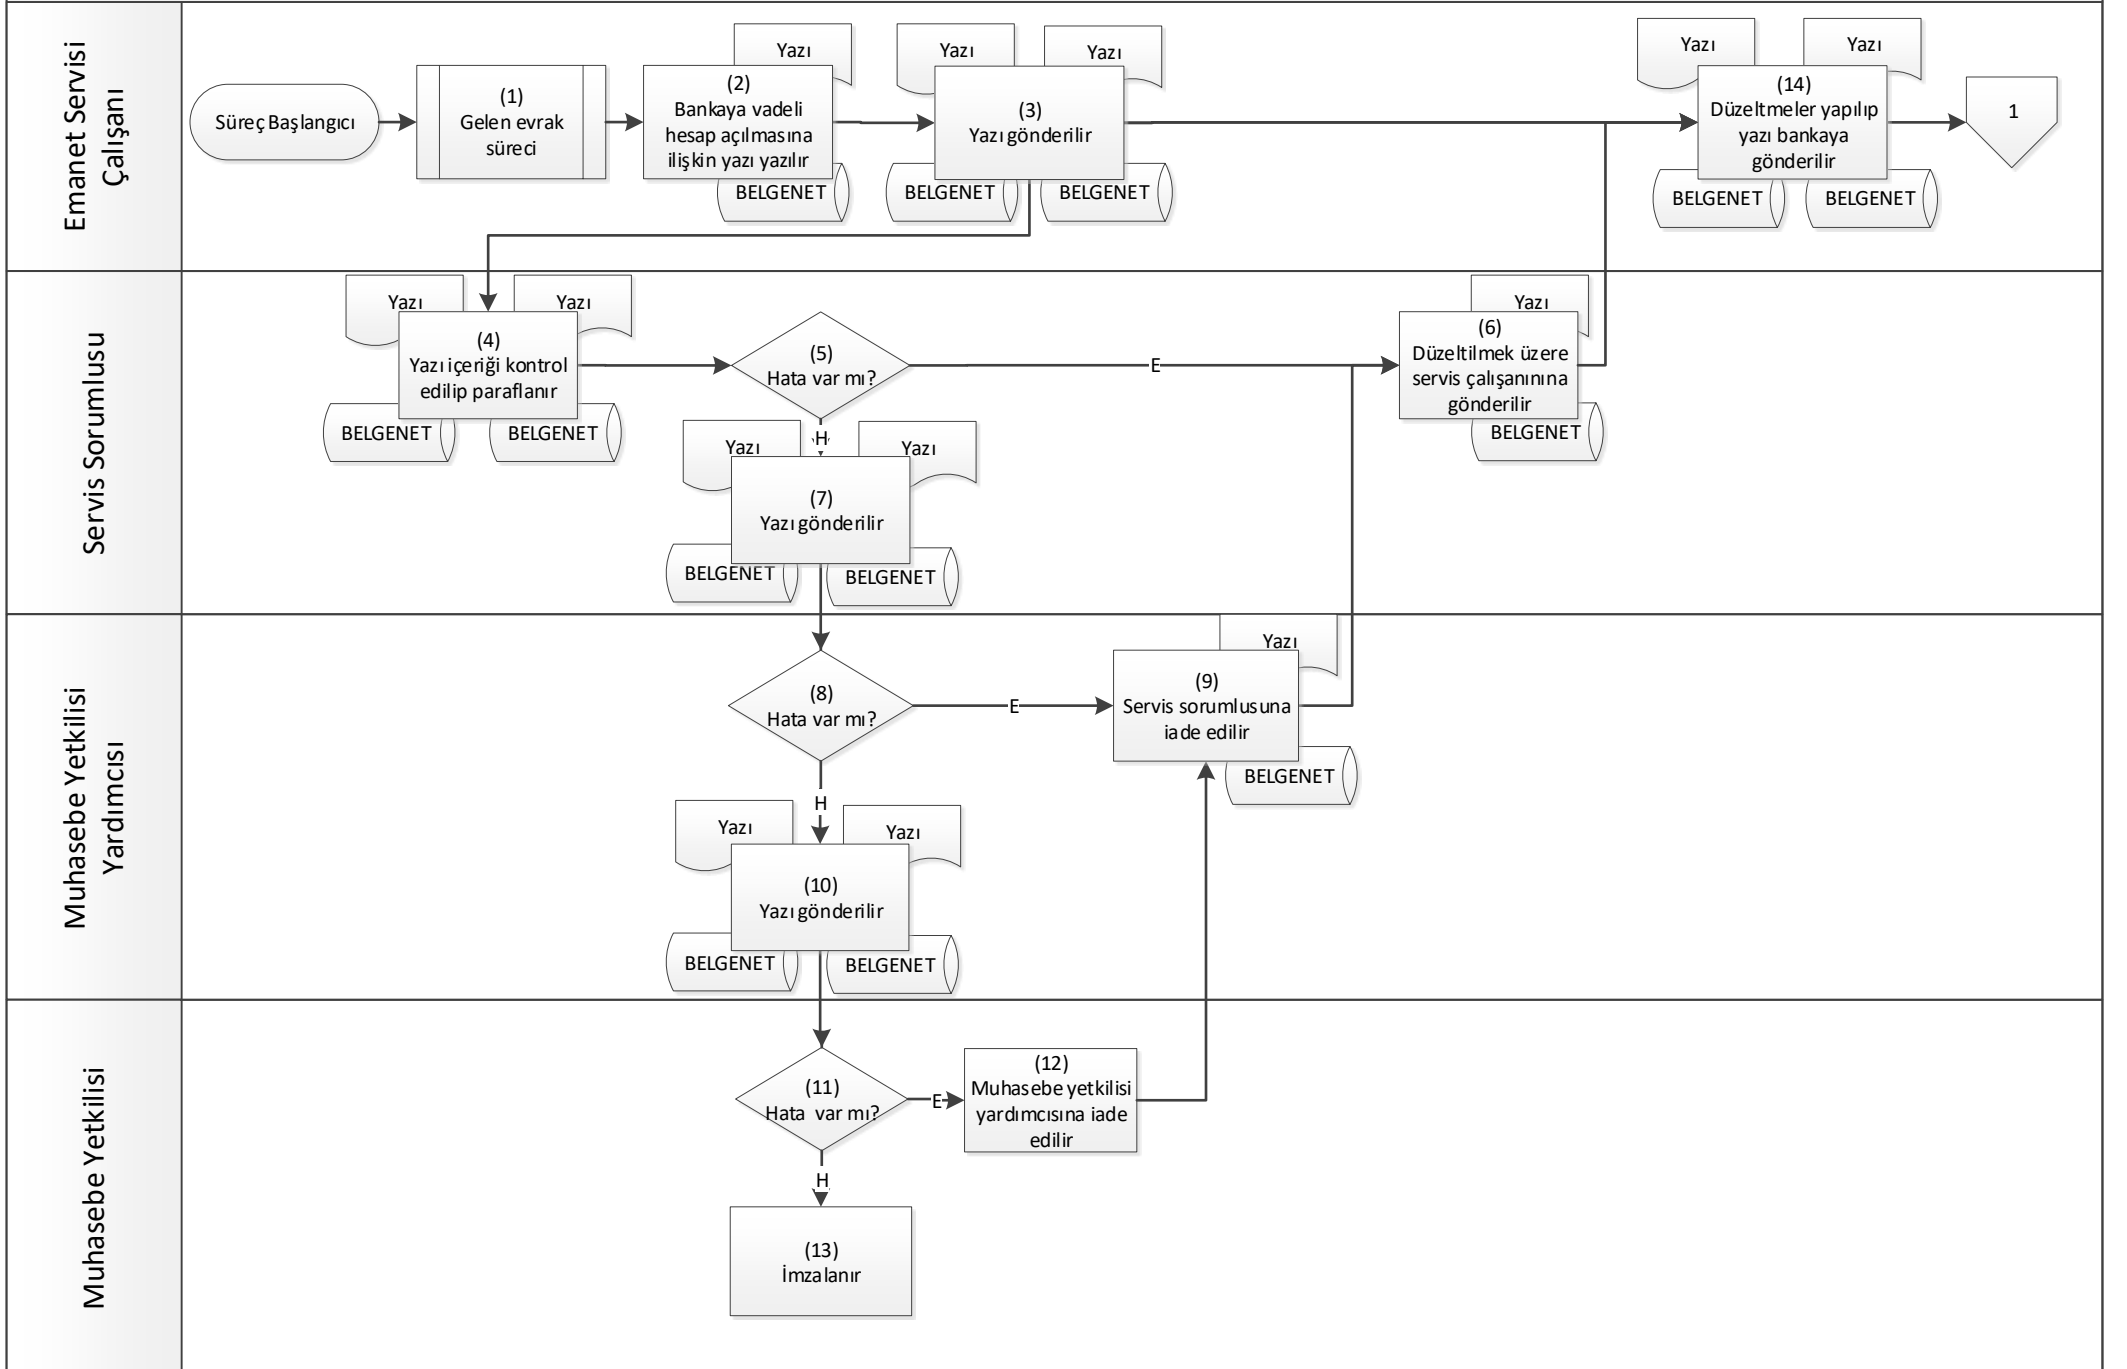 Emanet Servisi
Çalışanı
Süreç Başlangıcı
(1)
Gelen evrak
süreci
Yazı
(2)
Bankaya vadeli
hesap açılmasına
ilişkin yazı yazılır
BELGENET
Yazı
Yazı
(3)
Yazı gönderilir
BELGENET
BELGENET
Yazı
Yazı
(14)
Düzeltmeler yapılıp
yazı bankaya
gönderilir
BELGENET
BELGENET
1
Servis Sorumlusu
Yazı
Yazı
(4)
Yazı içeriği kontrol
edilip paraflanır
BELGENET
BELGENET
(5)
Hata var mı?
E
H
Yazı
(6)
Düzeltilmek üzere
servis çalışanınına
gönderilir
BELGENET
Yazı
Yazı
(7)
Yazı gönderilir
BELGENET
BELGENET
Muhasebe Yetkilisi
Yardımcısı
(8)
Hata var mı?
E
H
Yazı
(9)
Servis sorumlusuna
iade edilir
BELGENET
Yazı
Yazı
(10)
Yazı gönderilir
BELGENET
BELGENET
Muhasebe Yetkilisi
(11)
Hata var mı?
E
H
(12)
Muhasebe yetkilisi
yardımcısına iade
edilir
(13)
İmzalanır